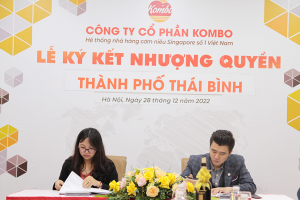 Kombo
CÔNG TY CỔ PHẦN KOMBO
Hệ thống nhà hàng cơm niêu Singapore số 1 Việt Nam
LỄ KÝ KẾT NHƯỢNG QUYỀN
THÀNH PHỐ THÁI BÌNH
Hà Nội, Ngày 28 tháng 12 năm 2022